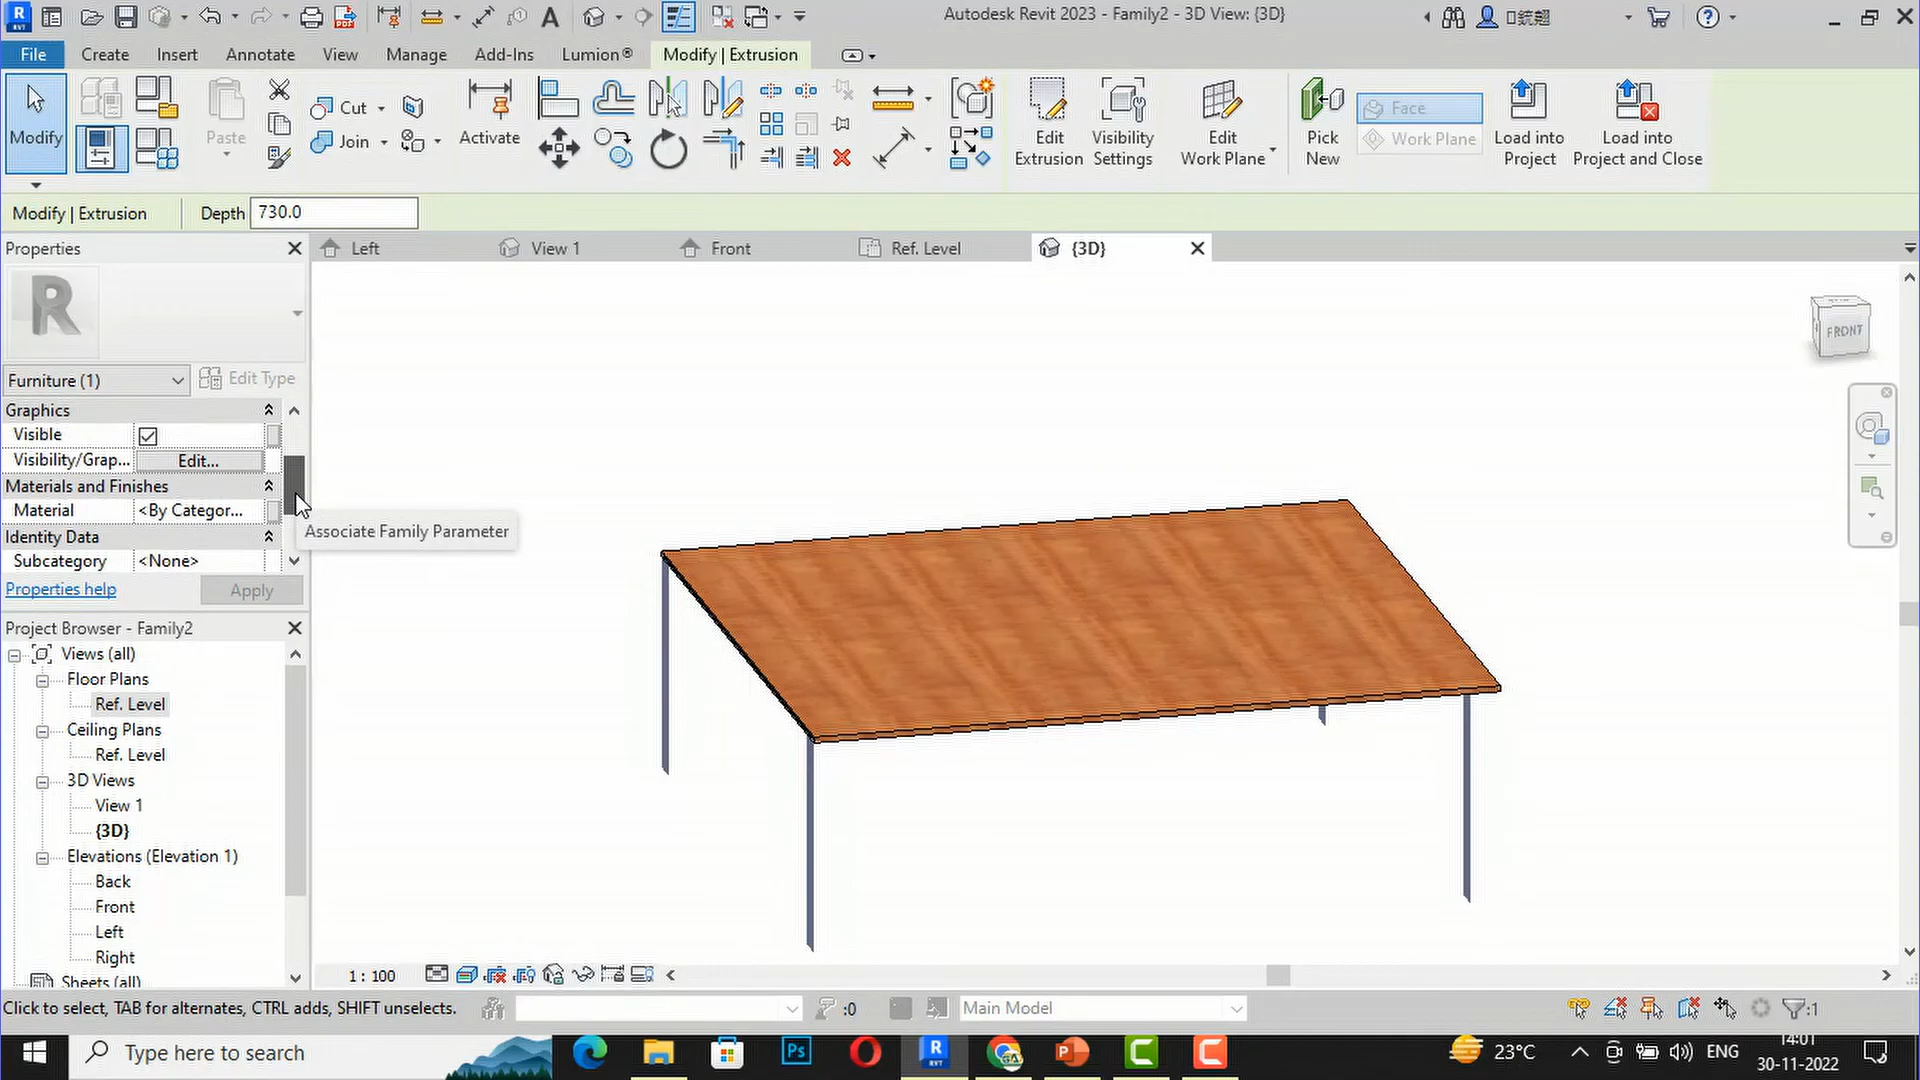 R
RVT
PDF
A
Autodesk Revit 2023 - Family2 - 3D View: {3D}
File
Create
Insert
Annotate
View
Manage
Add-Ins
Lumion®
Modify | Extrusion
Modify
Paste
Cut
Join
Activate
Edit
Extrusion
Visibility
Settings
Edit
Work Plane
Pick
New
Face
Work Plane
Load into
Project
Load into
Project and Close
Modify | Extrusion
Depth
730.0
Properties
Left
View 1
Front
Ref. Level
{3D}
R
FRONT
Furniture (1)
Edit Type
Graphics
Visible
Visibility/Grap...
Edit...
Materials and Finishes
Material
<By Categor...
Associate Family Parameter
Identity Data
Subcategory
<None>
Properties help
Apply
Project Browser - Family2
Views (all)
Floor Plans
Ref. Level
Ceiling Plans
Ref. Level
3D Views
View 1
{3D}
Elevations (Elevation 1)
Back
Front
Left
Right
Sheets (all)
1 : 100
Click to select, TAB for alternates, CTRL adds, SHIFT unselects.
:0
Main Model
:1
Type here to search
Ps
R
RVT
GA
P
C
C
23°C
ENG
14:01
30-11-2022